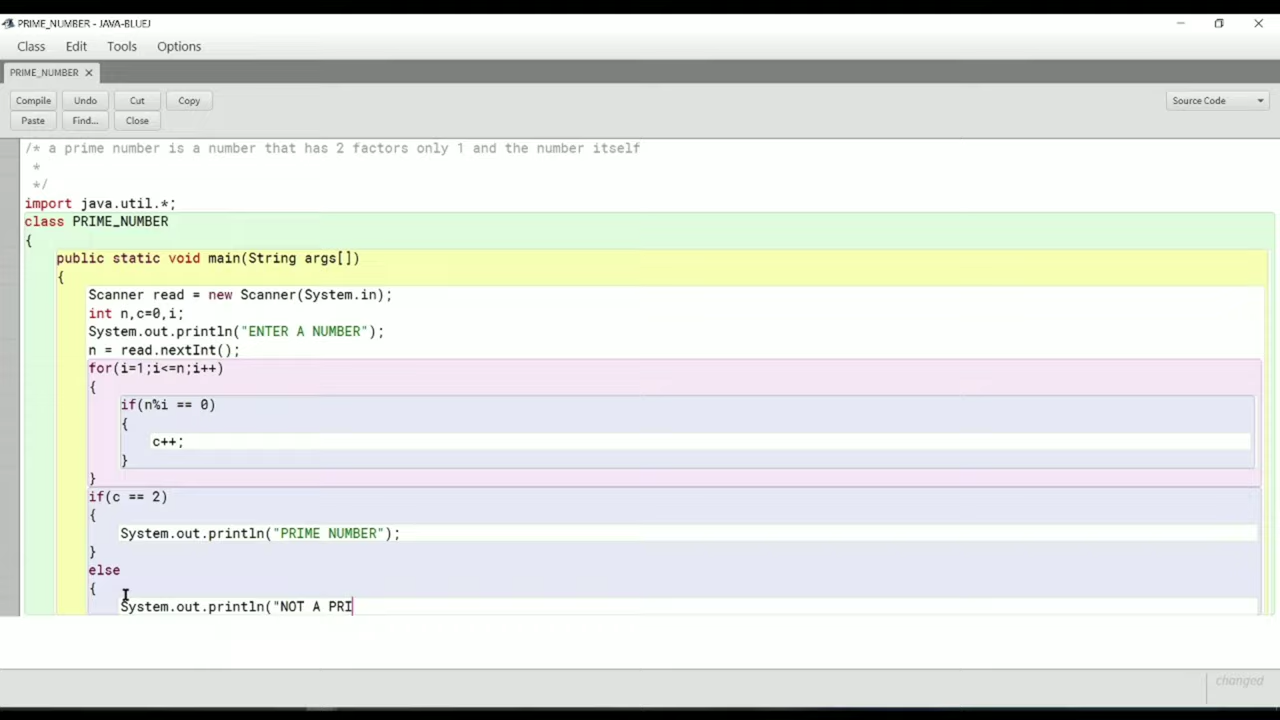 PRIME_NUMBER - JAVA-BLUEJ
Class Edit Tools Options
PRIME_NUMBER
Compile Undo Cut Copy Source Code
Paste Find... Close
/* a prime number is a number that has 2 factors only 1 and the number itself
*
*/
import java.util.*;
class PRIME_NUMBER
{
public static void main(String args[])
{
Scanner read = new Scanner(System.in);
int n,c=0,i;
System.out.println("ENTER A NUMBER");
n = read.nextInt();
for(i=1;i<=n;i++)
{
if(n%i == 0)
{
c++;
}
}
if(c == 2)
{
System.out.println("PRIME NUMBER");
}
else
{
System.out.println("NOT A PRI
changed